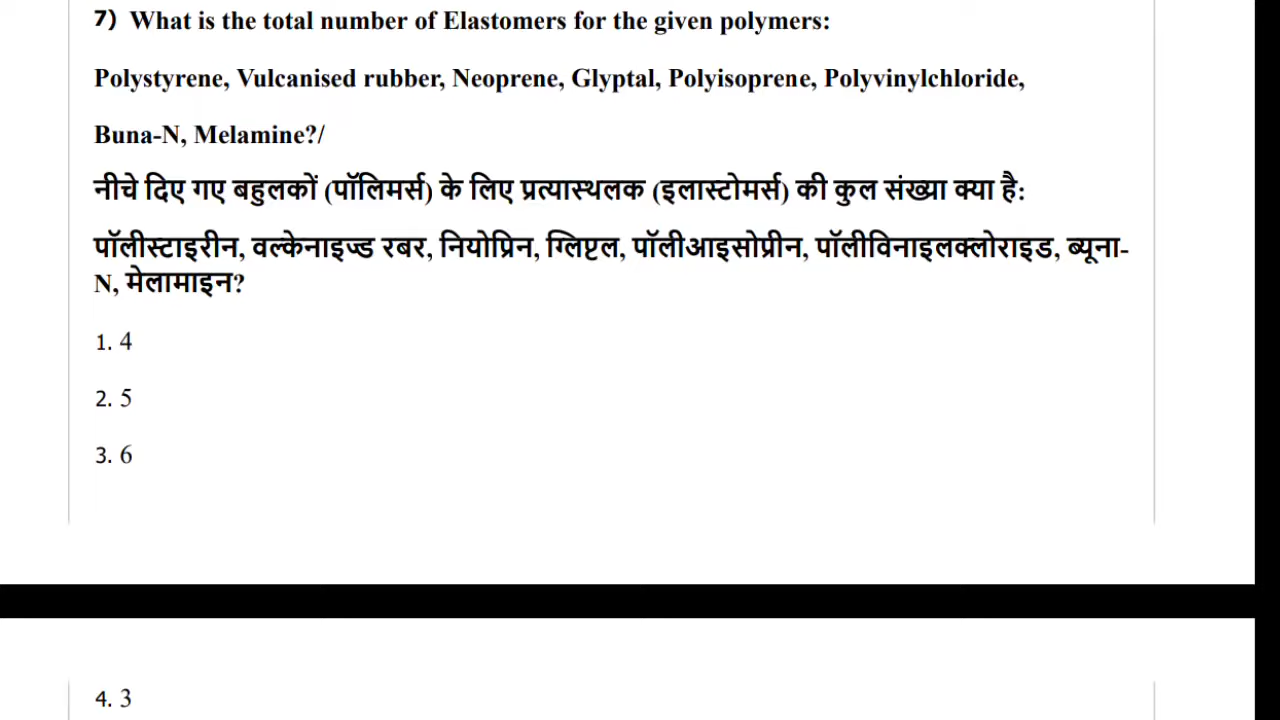 7) What is the total number of Elastomers for the given polymers:
Polystyrene, Vulcanised rubber, Neoprene, Glyptal, Polyisoprene, Polyvinylchloride,
Buna-N, Melamine?/
नीचे दिए गए बहुलकों (पॉलिमर्स) के लिए प्रत्यास्थलक (इलास्टोमर्स) की कुल संख्या क्या है:
पॉलीस्टाइरीन, वल्केनाइज्ड रबर, नियोप्रिन, ग्लिप्टल, पॉलीआइसोप्रीन, पॉलीविनाइलक्लोराइड, ब्यूना-
N, मेलामाइन?
1. 4
2. 5
3. 6
4. 3